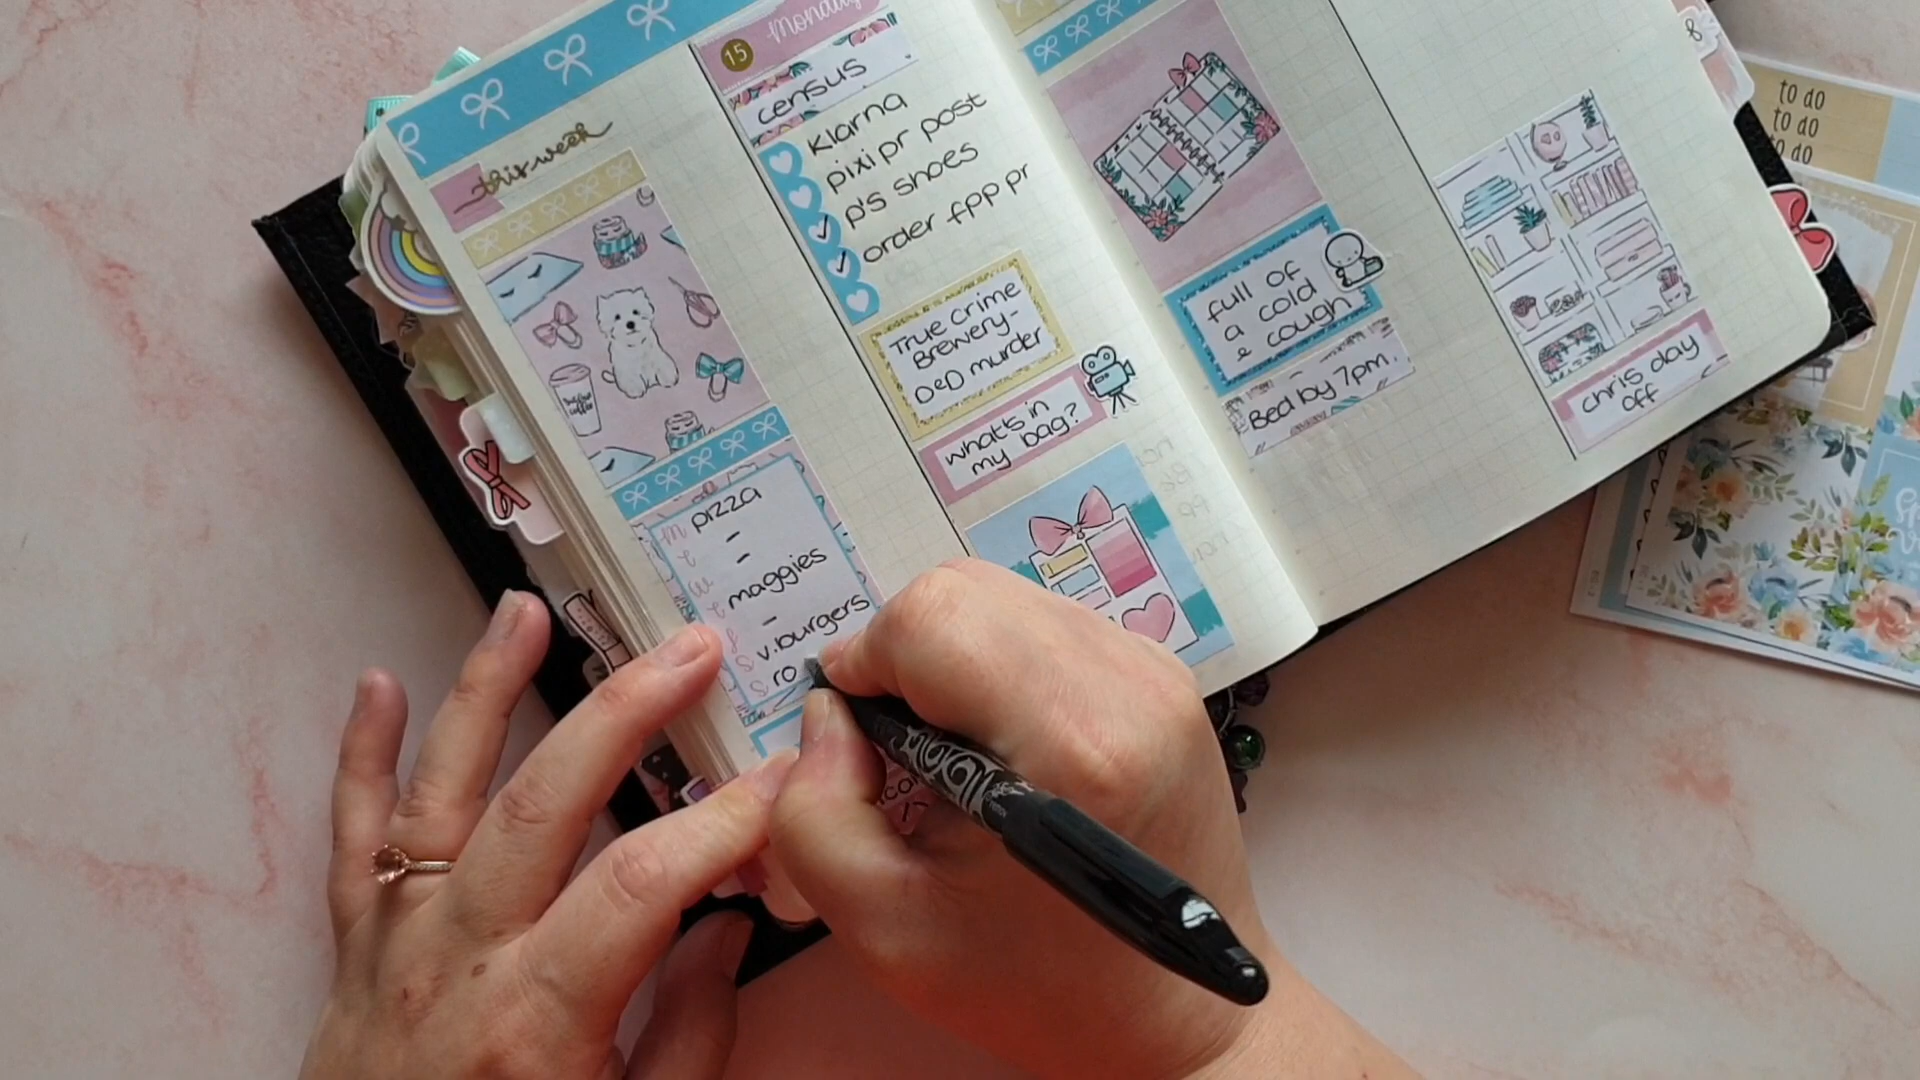 this week
M pizza
t -
w -
t maggies
f -
S v.burgers
S ro
15 Monday
census
Klarna
pixi pr post
p's shoes
order fpp pr
True crime
Brewery-
D&D murder
what's in
my bag?
full of
a cold
& cough
Bed by 7pm.
chris day
off
8
to do
to do
to do